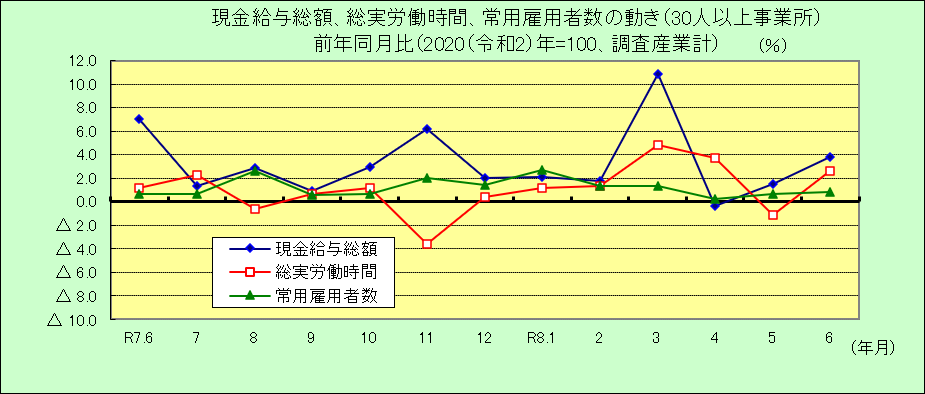 現金給与総額、総実労働時間、常用雇用者数の動き(30人以上事業所)
前年同月比(2020(令和2)年=100、調査産業計) (%)
12.0
10.0
8.0
6.0
4.0
2.0
0.0
△ 2.0
△ 4.0
△ 6.0
△ 8.0
△ 10.0
現金給与総額
総実労働時間
常用雇用者数
R7.6 7 8 9 10 11 12 R8.1 2 3 4 5 6
(年月)